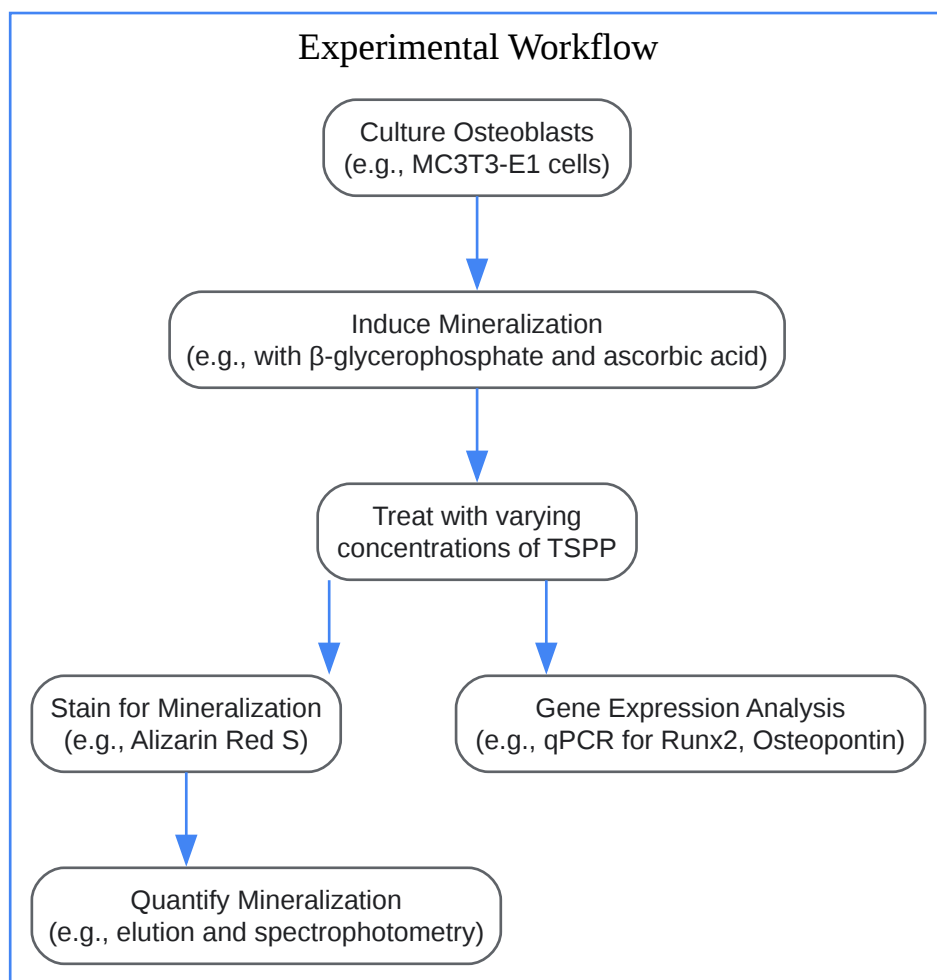 Experimental Workflow
Culture Osteoblasts
(e.g., MC3T3-E1 cells)
Induce Mineralization
(e.g., with β-glycerophosphate and ascorbic acid)
Treat with varying
concentrations of TSPP
Stain for Mineralization
(e.g., Alizarin Red S)
Gene Expression Analysis
(e.g., qPCR for Runx2, Osteopontin)
Quantify Mineralization
(e.g., elution and spectrophotometry)